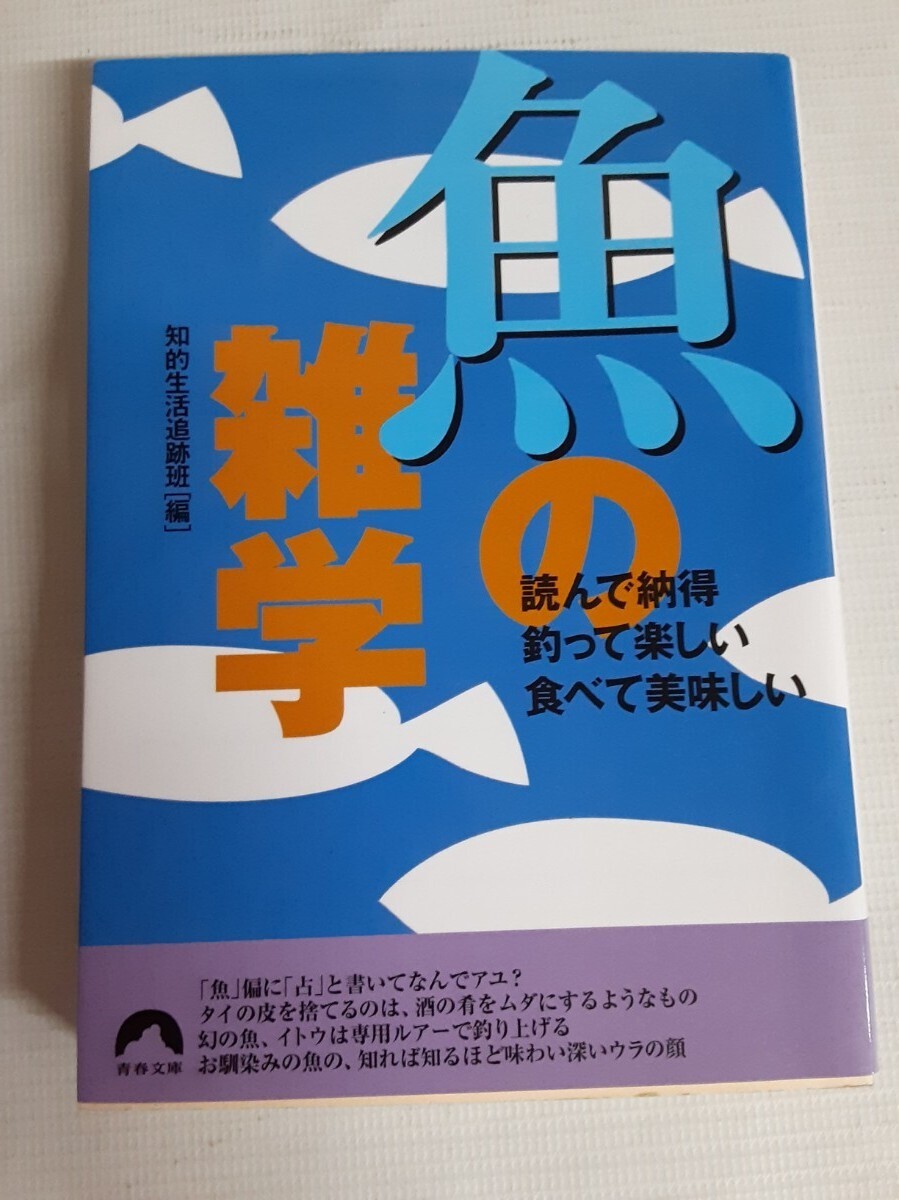 魚の
雑学
知的生活追跡班[編]
読んで納得
釣って楽しい
食べて美味しい
「魚」偏に「占」と書いてなんでアユ?
タイの皮を捨てるのは、酒の肴をムダにするようなもの
幻の魚、イトウは専用ルアーで釣り上げる
お馴染みの魚の、知れば知るほど味わい深いウラの顔
青春文庫